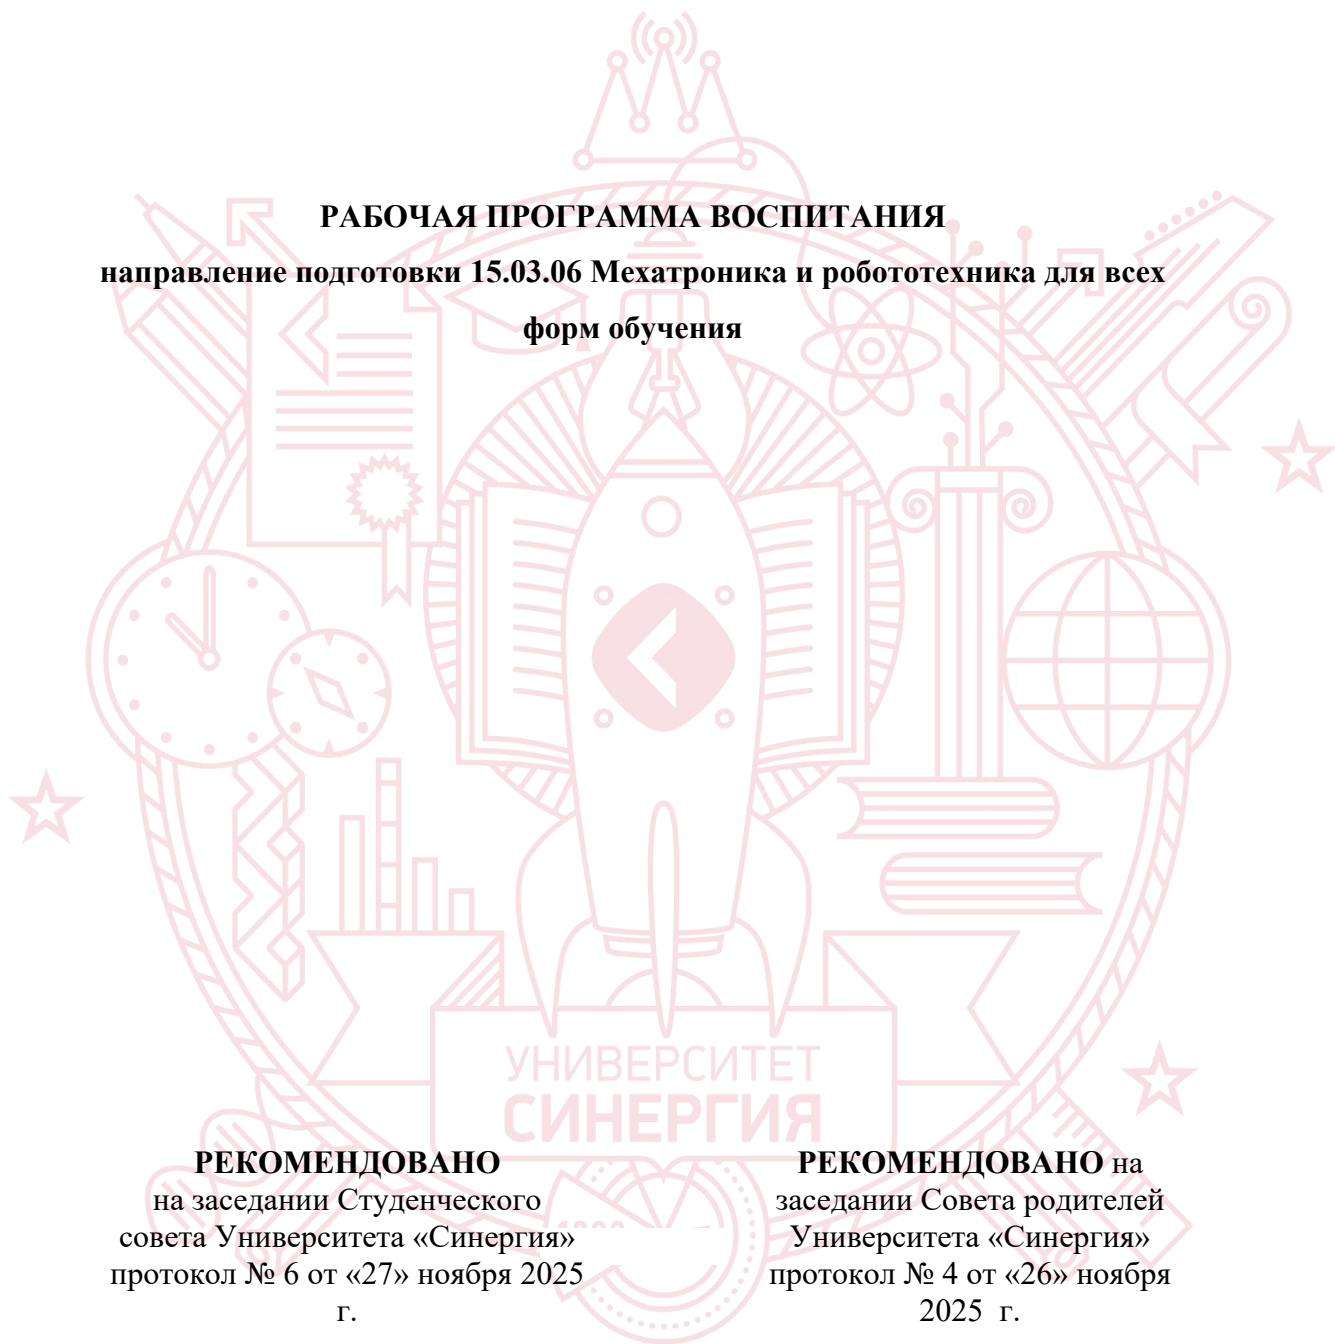 РАБОЧАЯ ПРОГРАММА ВОСПИТАНИЯ
направление подготовки 15.03.06 Мехатроника и робототехника для всех
форм обучения
УНИВЕРСИТЕТ
СИНЕРГИЯ
РЕКОМЕНДОВАНО
на заседании Студенческого
совета Университета «Синергия»
протокол № 6 от «27» ноября 2025
г.
РЕКОМЕНДОВАНО на
заседании Совета родителей
Университета «Синергия»
протокол № 4 от «26» ноября
2025 г.